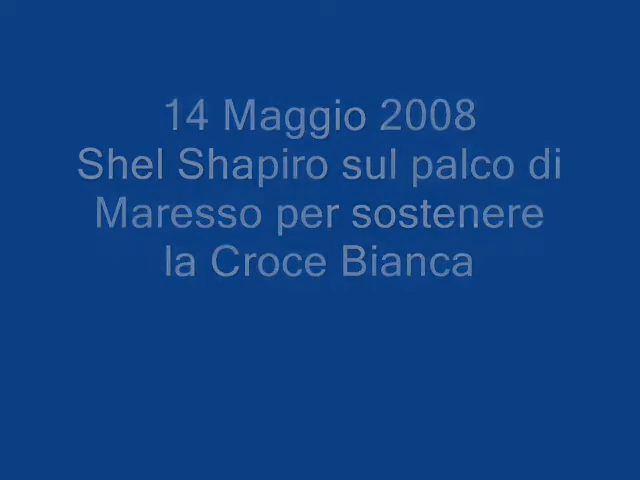 14 Maggio 2008
Shel Shapiro sul palco di
Maresso per sostenere
la Croce Bianca